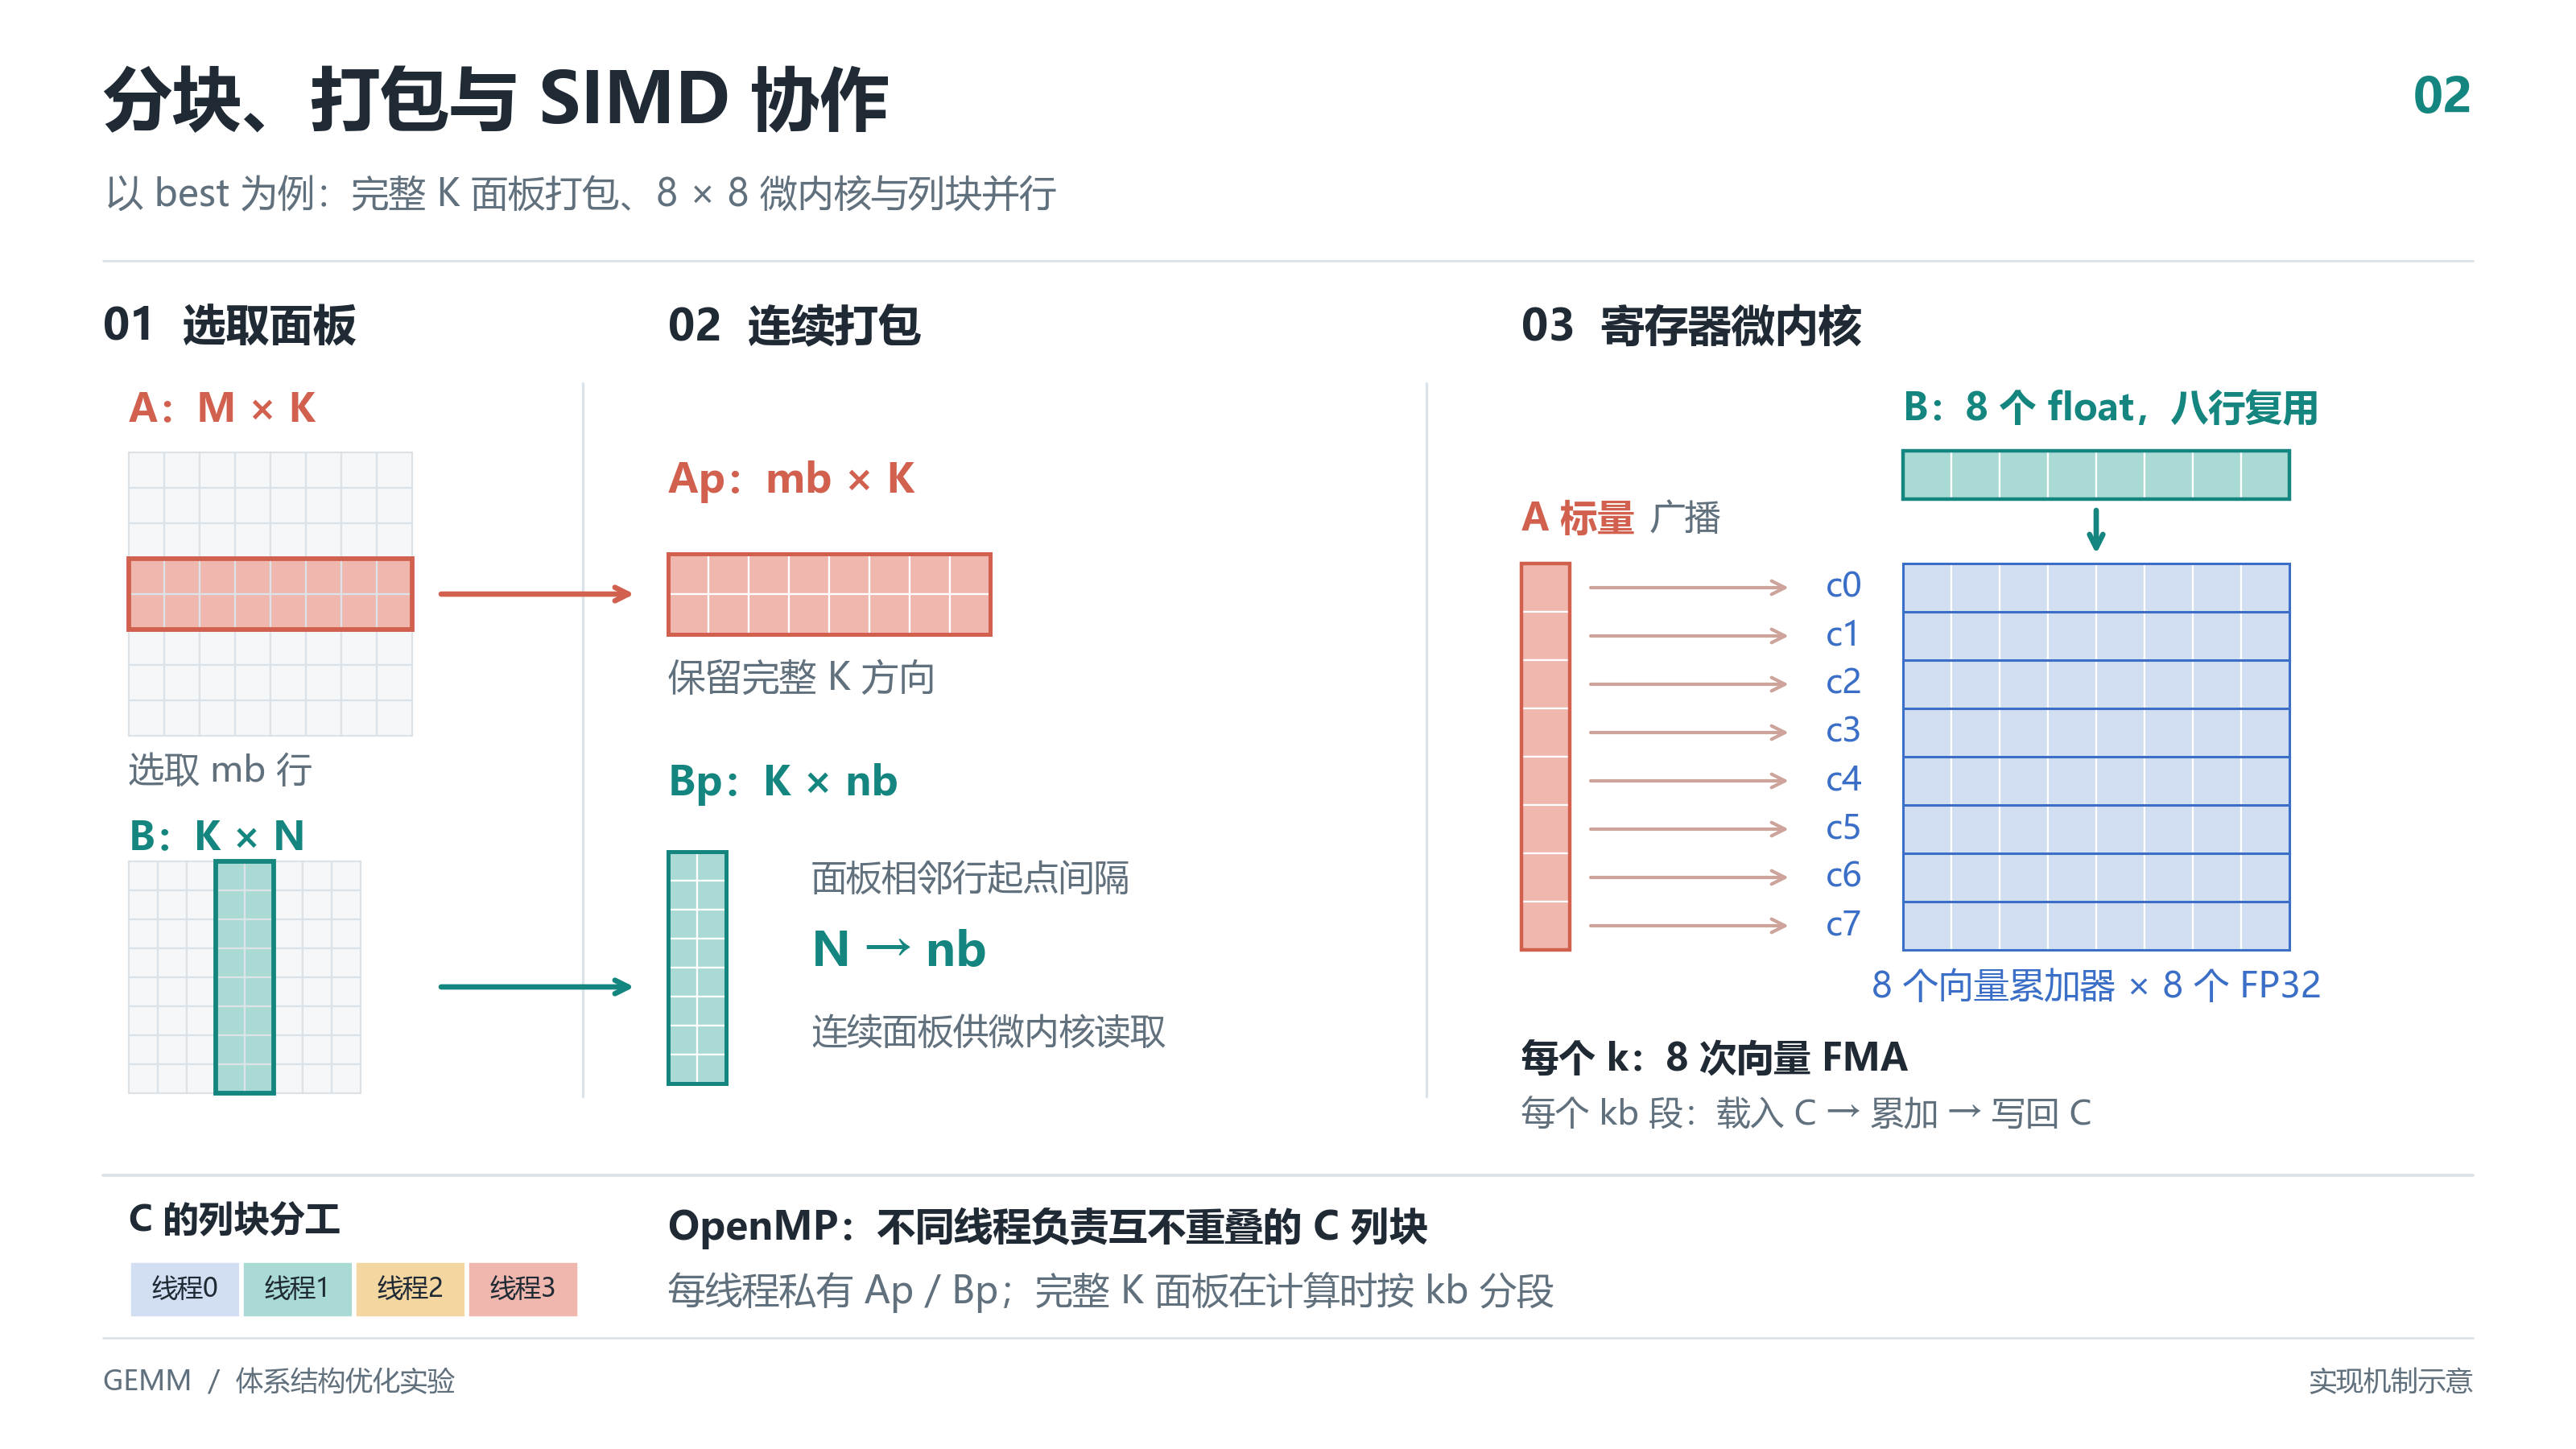 分块、打包与 SIMD 协作
02
以 best 为例：完整 K 面板打包、8 × 8 微内核与列块并行
01 选取面板
A：M × K
选取 mb 行
B：K × N
02 连续打包
Ap：mb × K
保留完整 K 方向
Bp：K × nb
面板相邻行起点间隔
N → nb
连续面板供微内核读取
03 寄存器微内核
B：8 个 float，八行复用
A 标量 广播
c0
c1
c2
c3
c4
c5
c6
c7
8 个向量累加器 × 8 个 FP32
每个 k：8 次向量 FMA
每个 kb 段：载入 C → 累加 → 写回 C
C 的列块分工
线程0 线程1 线程2 线程3
OpenMP：不同线程负责互不重叠的 C 列块
每线程私有 Ap / Bp；完整 K 面板在计算时按 kb 分段
GEMM / 体系结构优化实验
实现机制示意